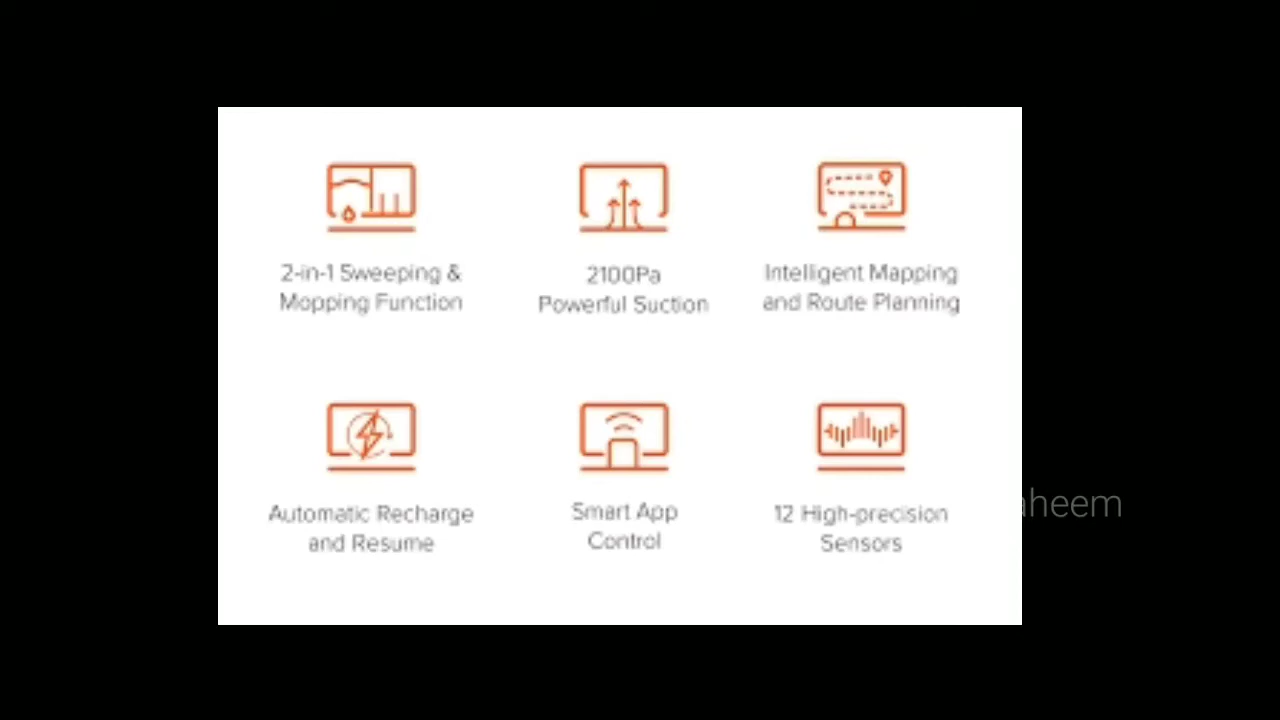 2-in-1 Sweeping &
Mopping Function
2100Pa
Powerful Suction
Intelligent Mapping
and Route Planning
Automatic Recharge
and Resume
Smart App
Control
12 High-precision
Sensors